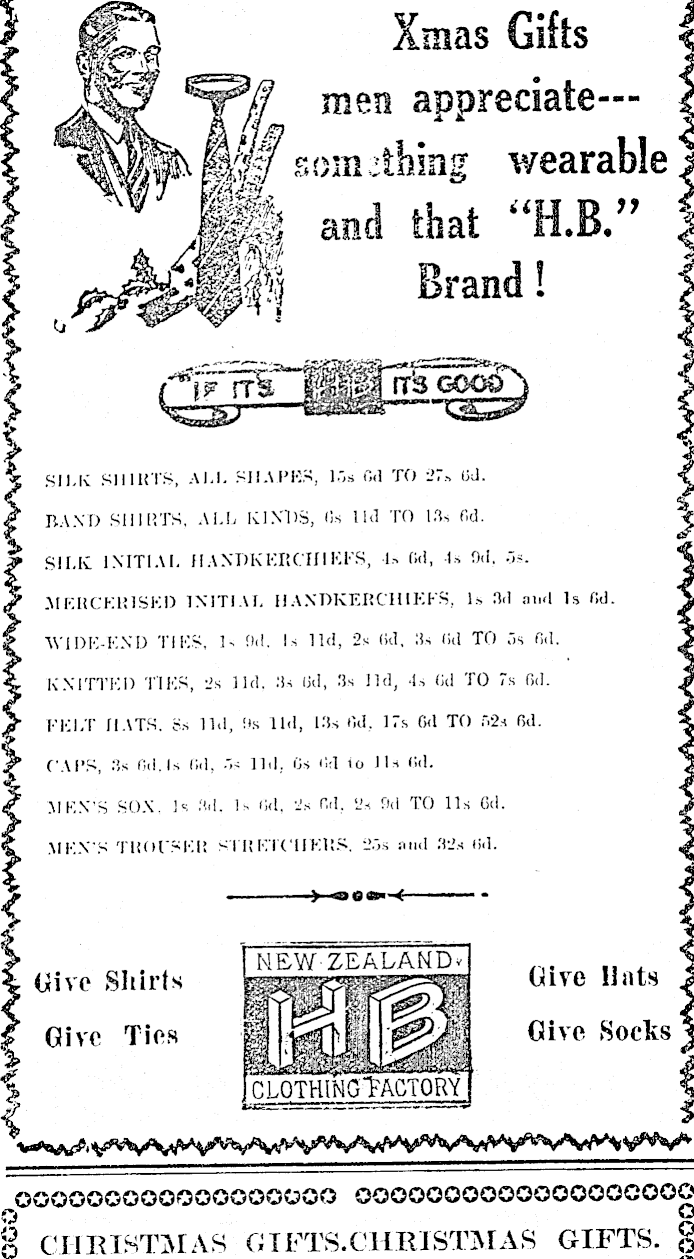 Xmas Gifts
men appreciate---
something wearable
and that "H.B."
Brand!
"IF IT'S HB IT'S GOOD"
SILK SHIRTS, ALL SHAPES, 15s 6d TO 27s 6d.
BAND SHIRTS, ALL KINDS, 6s 11d TO 13s 6d.
SILK INITIAL HANDKERCHIEFS, 4s 6d, 4s 9d, 5s.
MERCERISED INITIAL HANDKERCHIEFS, 1s 3d and 1s 6d.
WIDE-END TIES, 1s 9d, 1s 11d, 2s 6d, 3s 6d TO 5s 6d.
KNITTED TIES, 2s 11d, 3s 6d, 3s 11d, 4s 6d TO 7s 6d.
FELT HATS, 8s 11d, 9s 11d, 13s 6d, 17s 6d TO 52s 6d.
CAPS, 3s 6d, 4s 6d, 5s 11d, 6s 6d to 11s 6d.
MEN'S SOX, 1s 3d, 1s 6d, 2s 6d, 2s 9d TO 11s 6d.
MEN'S TROUSER STRETCHERS, 25s and 32s 6d.
Give Shirts
Give Ties
NEW ZEALAND
HB
CLOTHING FACTORY
Give Hats
Give Socks
CHRISTMAS GIFTS. CHRISTMAS GIFTS.